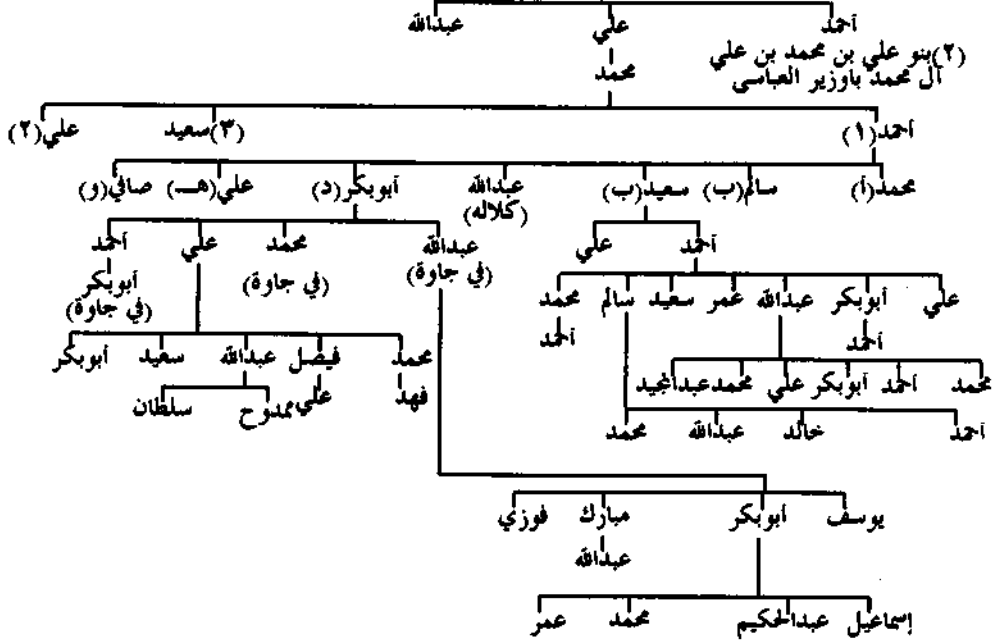 أحمد علي عبدالله
(٢) بنو علي بن محمد بن علي
آل محمد باوزير العباسى
محمد
أحمد (١) (٣) سعيد علي (٢)
محمد (أ) سالم (ب) سعيد (ب) عبدالله أبوبكر (د) علي (هـ) صافي (و)
(كلاله)
أحمد علي عبدالله محمد علي أحمد
(في جاوة) (في جاوة) أبوبكر
(في جاوة)
علي أبوبكر عبدالله عمر سعيد سالم محمد
أحمد أحمد
محمد فيصل عبدالله سعيد أبوبكر
محمد أحمد أبوبكر علي محمد عبدالمجيد
فهد علي ممدوح سلطان
أحمد خالد عبدالله محمد
يوسف أبوبكر مبارك فوزي
عبدالله
إسماعيل عبدالحكيم محمد عمر